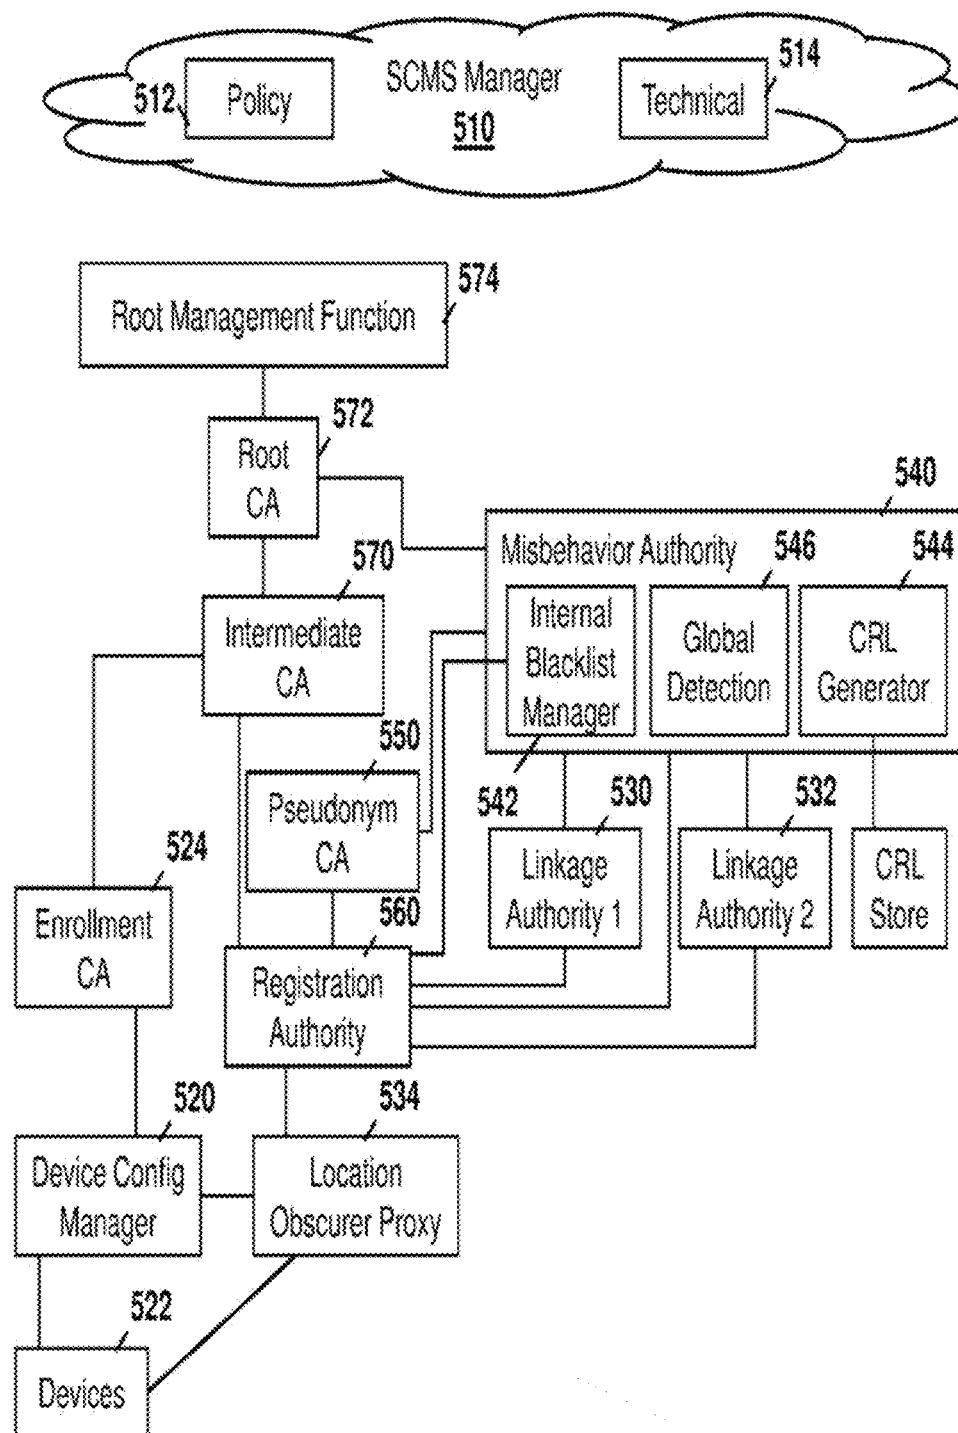 SCMS Manager
510
512
Policy
Technical
514
574
Root Management Function
572
Root
CA
540
Misbehavior Authority
546
544
570
Intermediate
CA
Internal
Blacklist
Manager
Global
Detection
CRL
Generator
550
Pseudonym
CA
542
530
532
524
Enrollment
CA
Linkage
Authority 1
Linkage
Authority 2
CRL
Store
560
Registration
Authority
520
534
Device Config
Manager
Location
Obscurer Proxy
522
Devices